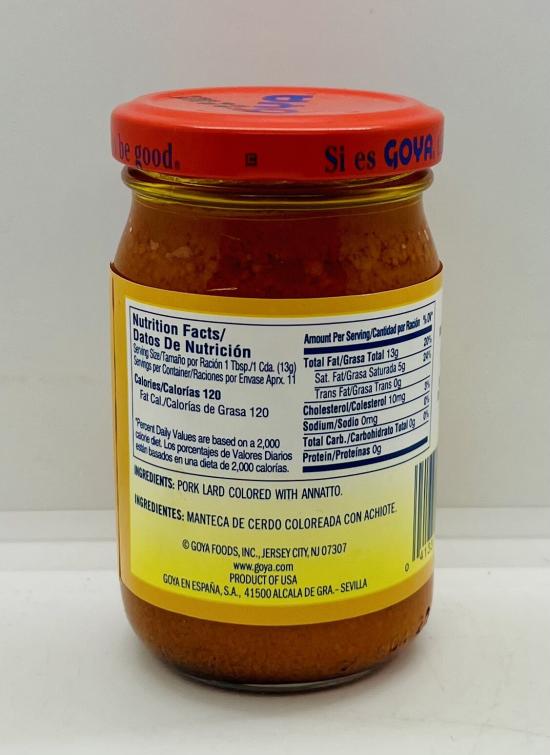 be good.
Si es GOYA
Nutrition Facts/
Datos De Nutrición
Serving Size/Tamaño por Ración 1 Tbsp./1 Cda. (13g)
Servings per Container/Raciones por Envase Aprx. 11
Calories/Calorías 120
Fat Cal./Calorías de Grasa 120
*Percent Daily Values are based on a 2,000
calorie diet. Los porcentajes de Valores Diarios
están basados en una dieta de 2,000 calorías.
Amount Per Serving/Cantidad por Ración %DV*
Total Fat/Grasa Total 13g 20%
Sat. Fat/Grasa Saturada 5g 24%
Trans Fat/Grasa Trans 0g
Cholesterol/Colesterol 10mg 3%
Sodium/Sodio 0mg 0%
Total Carb./Carbohidrato Total 0g 0%
Protein/Proteínas 0g
INGREDIENTS: PORK LARD COLORED WITH ANNATTO.
INGREDIENTES: MANTECA DE CERDO COLOREADA CON ACHIOTE.
© GOYA FOODS, INC., JERSEY CITY, NJ 07307
www.goya.com
PRODUCT OF USA
GOYA EN ESPAÑA, S.A., 41500 ALCALA DE GRA.- SEVILLA
0